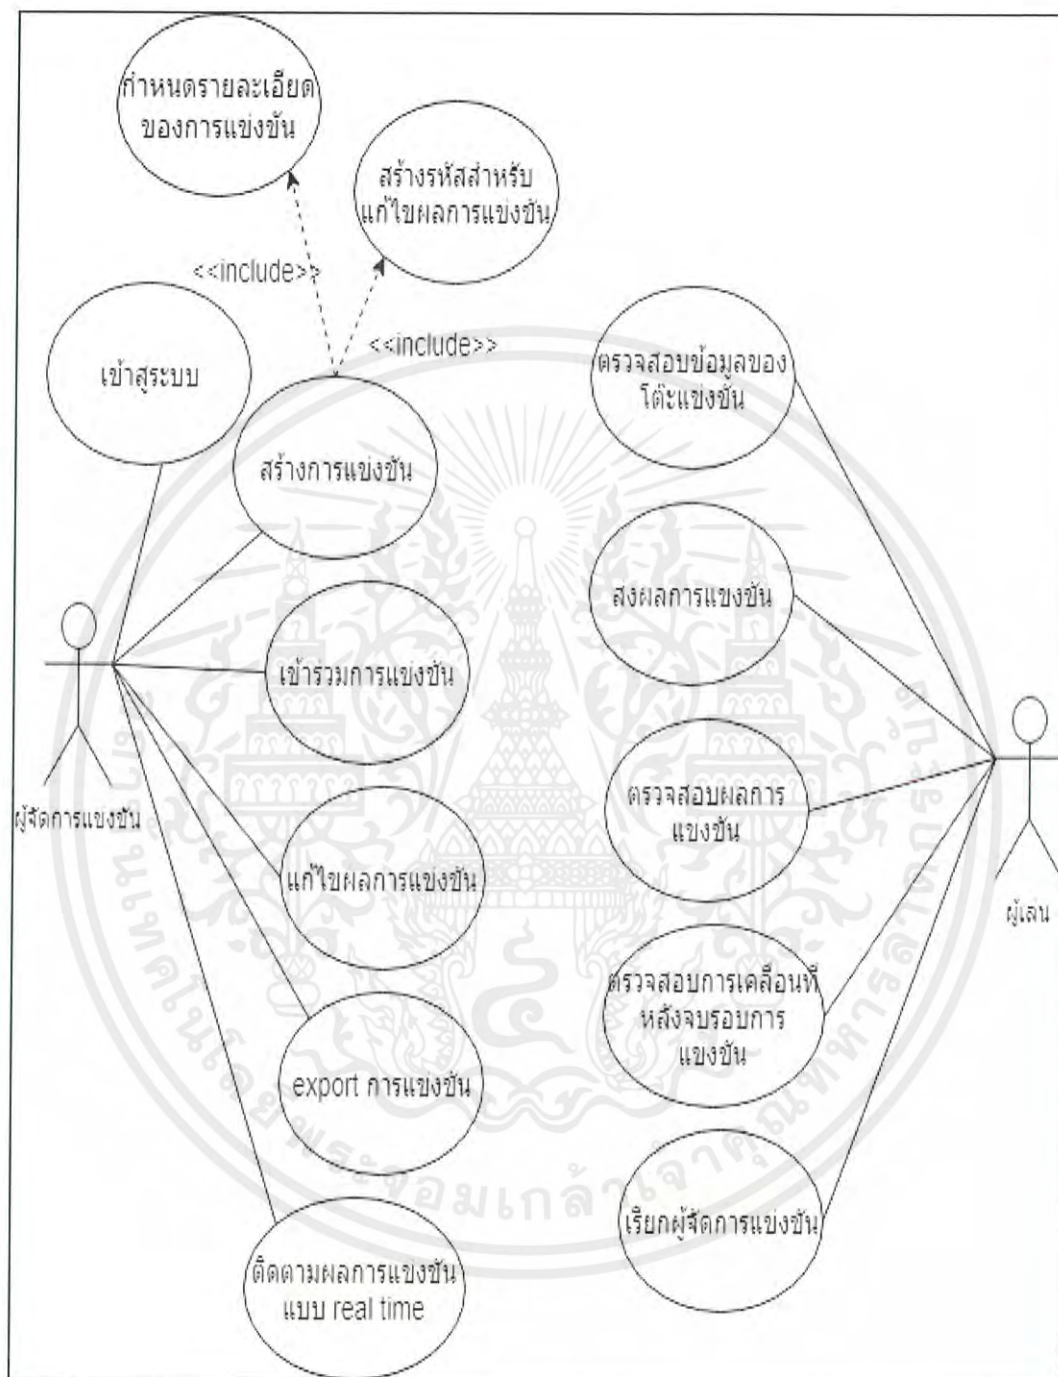 กำหนดรายละเอียด
ของการแข่งขัน
สร้างรหัสสำหรับ
แก้ไขผลการแข่งขัน
<<include>>
<<include>>
เข้าสู่ระบบ
สร้างการแข่งขัน
เข้าร่วมการแข่งขัน
ผู้จัดการแข่งขัน
แก้ไขผลการแข่งขัน
export การแข่งขัน
ติดตามผลการแข่งขัน
แบบ real time
ตรวจสอบข้อมูลของ
โต๊ะแข่งขัน
ส่งผลการแข่งขัน
ตรวจสอบผลการ
แข่งขัน
ผู้เล่น
ตรวจสอบการเคลื่อนที่
หลังจบรอบการ
แข่งขัน
เรียกผู้จัดการแข่งขัน